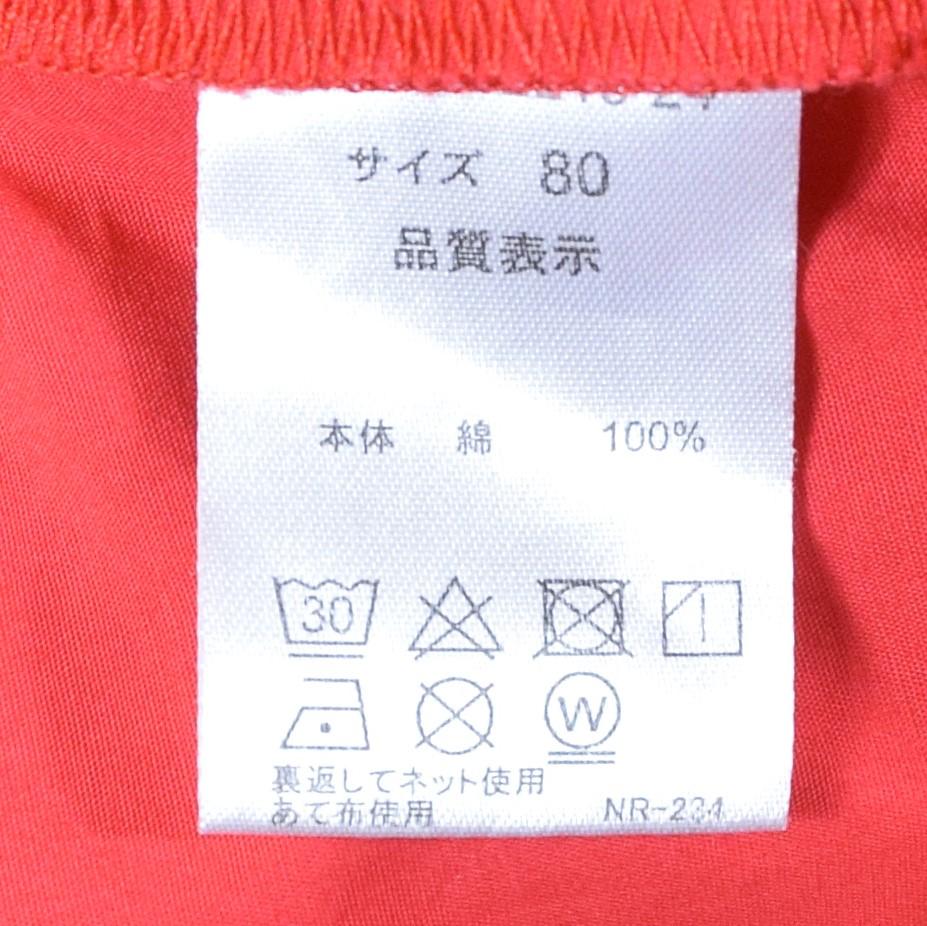 サイズ 80
品質表示
本体 綿 100%
30
W
裏返してネット使用
あて布使用 NR-234